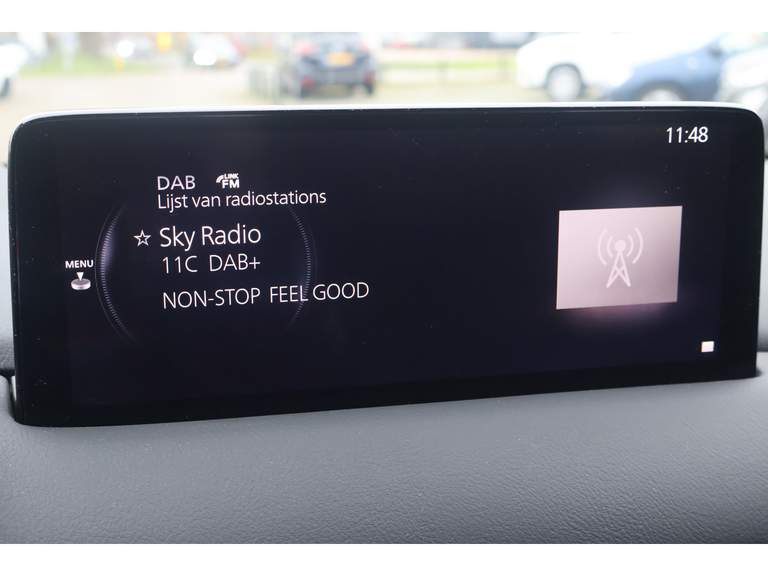 11:48
DAB LINK FM
Lijst van radiostations
☆ Sky Radio
MENU
11C DAB+
NON-STOP FEEL GOOD